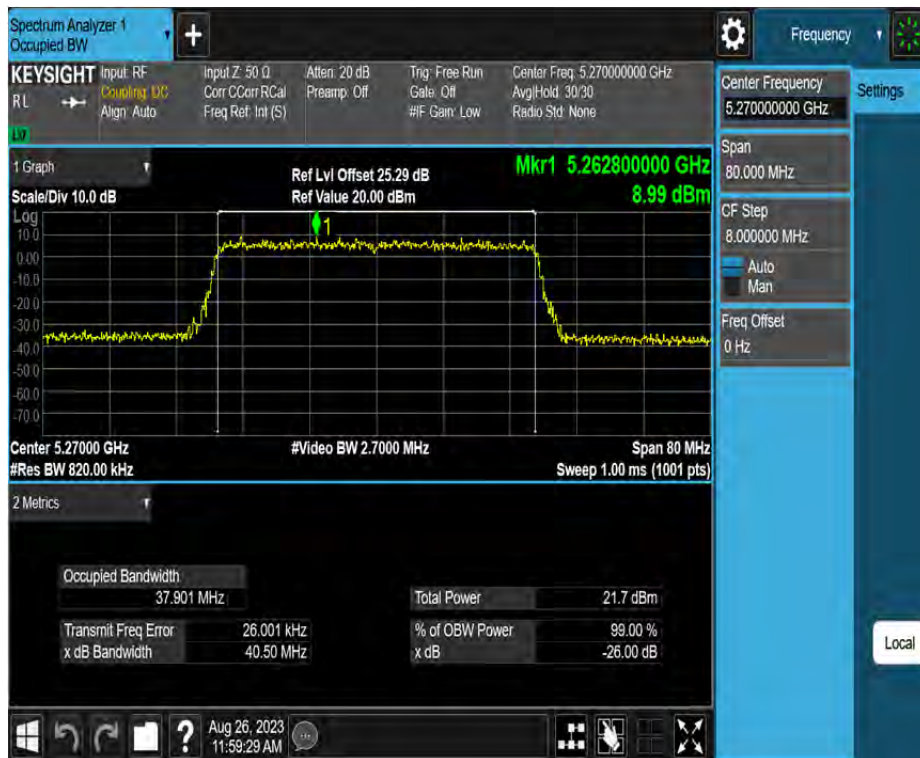 Spectrum Analyzer 1
Occupied BW
+
Frequency
KEYSIGHT
RL
Input: RF
Coupling: DC
Align: Auto
Input Z: 50 Ω
Corr CCorr RCal
Freq Ref: Int (S)
Atten: 20 dB
Preamp: Off
Trig: Free Run
Gate: Off
#IF Gain: Low
Center Freq: 5.270000000 GHz
Avg|Hold: 30/30
Radio Std: None
Center Frequency
5.270000000 GHz
Settings
Span
80.000 MHz
CF Step
8.000000 MHz
Auto
Man
Freq Offset
0 Hz
Local
1 Graph
Scale/Div 10.0 dB
Ref Lvl Offset 25.29 dB
Ref Value 20.00 dBm
Mkr1 5.262800000 GHz
8.99 dBm
Log
10.0
0.00
-10.0
-20.0
-30.0
-40.0
-50.0
-60.0
-70.0
1
Center 5.27000 GHz
#Video BW 2.7000 MHz
Span 80 MHz
#Res BW 820.00 kHz
Sweep 1.00 ms (1001 pts)
2 Metrics
Occupied Bandwidth
37.901 MHz
Total Power 21.7 dBm
Transmit Freq Error 26.001 kHz
% of OBW Power 99.00 %
x dB Bandwidth 40.50 MHz
x dB -26.00 dB
?
Aug 26, 2023
11:59:29 AM